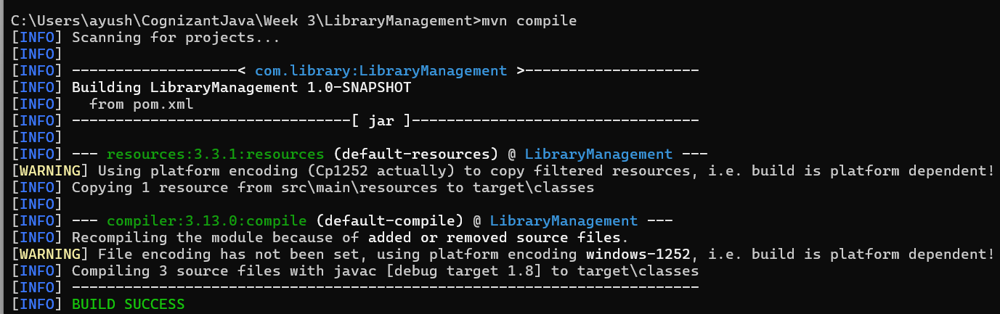 C:\Users\ayush\CognizantJava\Week 3\LibraryManagement>mvn compile
[INFO] Scanning for projects...
[INFO]
[INFO] -------------------< com.library:LibraryManagement >--------------------
[INFO] Building LibraryManagement 1.0-SNAPSHOT
[INFO]   from pom.xml
[INFO] --------------------------------[ jar ]---------------------------------
[INFO]
[INFO] --- resources:3.3.1:resources (default-resources) @ LibraryManagement ---
[WARNING] Using platform encoding (Cp1252 actually) to copy filtered resources, i.e. build is platform dependent!
[INFO] Copying 1 resource from src\main\resources to target\classes
[INFO]
[INFO] --- compiler:3.13.0:compile (default-compile) @ LibraryManagement ---
[INFO] Recompiling the module because of added or removed source files.
[WARNING] File encoding has not been set, using platform encoding windows-1252, i.e. build is platform dependent!
[INFO] Compiling 3 source files with javac [debug target 1.8] to target\classes
[INFO] ------------------------------------------------------------------------
[INFO] BUILD SUCCESS